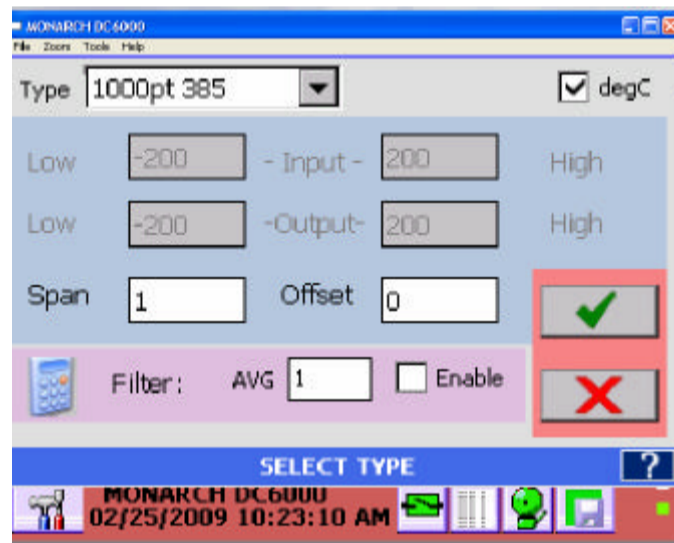 MONARCH DC6000
File Zoom Tools Help
Type 1000pt 385 degC
Low -200 - Input - 200 High
Low -200 -Output- 200 High
Span 1 Offset 0
Filter: AVG 1 Enable
SELECT TYPE ?
MONARCH DC6000
02/25/2009 10:23:10 AM